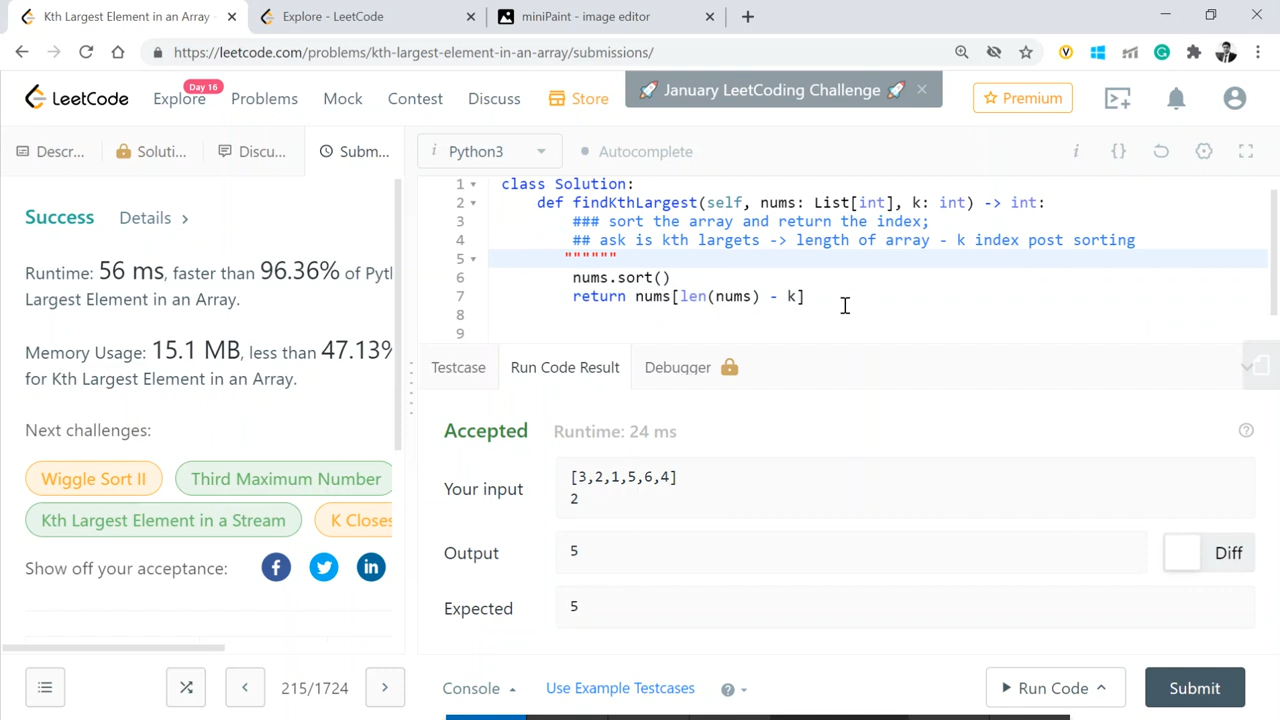 Kth Largest Element in an Array -
Explore - LeetCode
miniPaint - image editor
https://leetcode.com/problems/kth-largest-element-in-an-array/submissions/
LeetCode
Explore
Day 16
Problems
Mock
Contest
Discuss
Store
🚀 January LeetCoding Challenge 🚀
Premium
Descr...
Soluti...
Discu...
Subm...
i Python3
Autocomplete
Success
Details >
Runtime: 56 ms, faster than 96.36% of Pyt
Largest Element in an Array.
Memory Usage: 15.1 MB, less than 47.13%
for Kth Largest Element in an Array.
Next challenges:
Wiggle Sort II
Third Maximum Number
Kth Largest Element in a Stream
K Closes
Show off your acceptance:
215/1724
1 class Solution:
2 def findKthLargest(self, nums: List[int], k: int) -> int:
3 ### sort the array and return the index;
4 ## ask is kth largets -> length of array - k index post sorting
5 """"""
6 nums.sort()
7 return nums[len(nums) - k]
8
9
Testcase
Run Code Result
Debugger
Accepted
Runtime: 24 ms
Your input
[3,2,1,5,6,4]
2
Output
5
Diff
Expected
5
Console
Use Example Testcases
Run Code
Submit